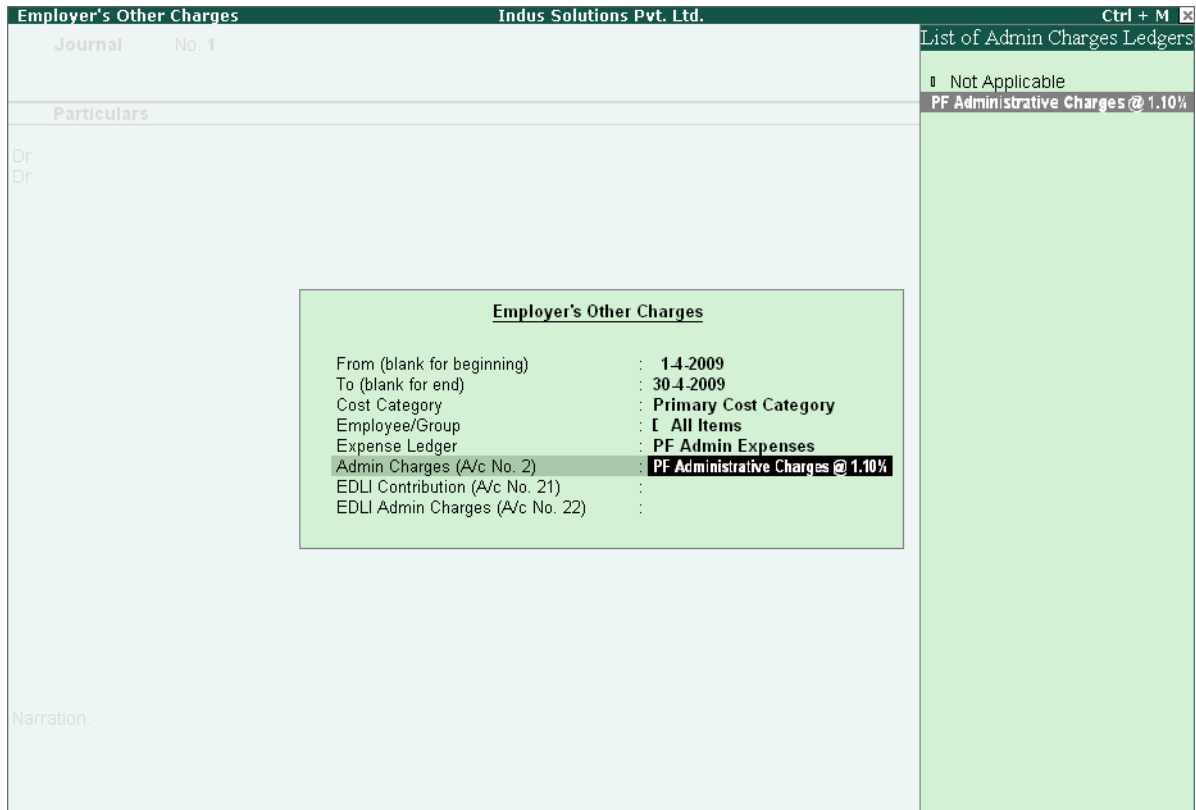 Employer's Other Charges Indus Solutions Pvt. Ltd. Ctrl + M
Journal No. 1
List of Admin Charges Ledgers
Not Applicable
PF Administrative Charges @ 1.10%
Particulars
Dr
Dr
Employer's Other Charges
From (blank for beginning) : 1-4-2009
To (blank for end) : 30-4-2009
Cost Category : Primary Cost Category
Employee/Group : All Items
Expense Ledger : PF Admin Expenses
Admin Charges (A/c No. 2) : PF Administrative Charges @ 1.10%
EDLI Contribution (A/c No. 21) :
EDLI Admin Charges (A/c No. 22) :
Narration: